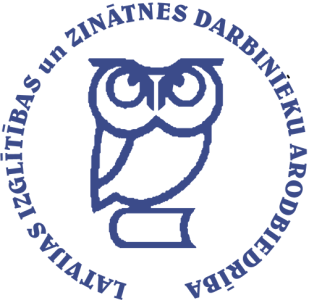 LATVIJAS IZGLĪTĪBAS un ZINĀTNES DARBINIEKU ARODBIEDRĪBA